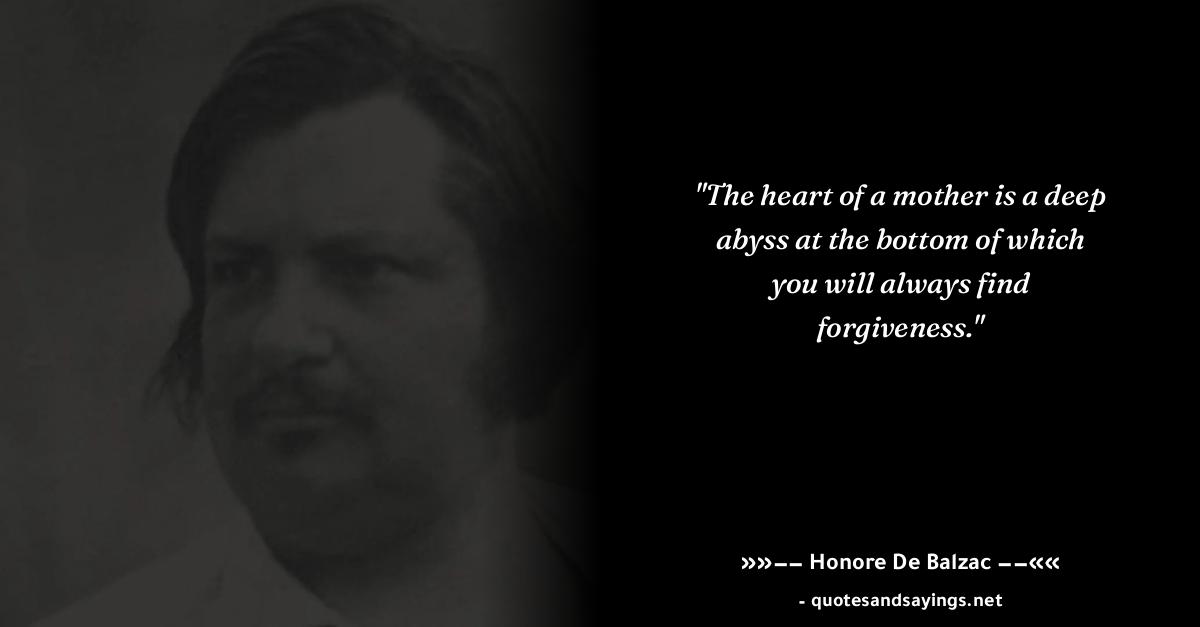 "The heart of a mother is a deep
abyss at the bottom of which
you will always find
forgiveness."
»»–– Honore De Balzac ––««
- quotesandsayings.net